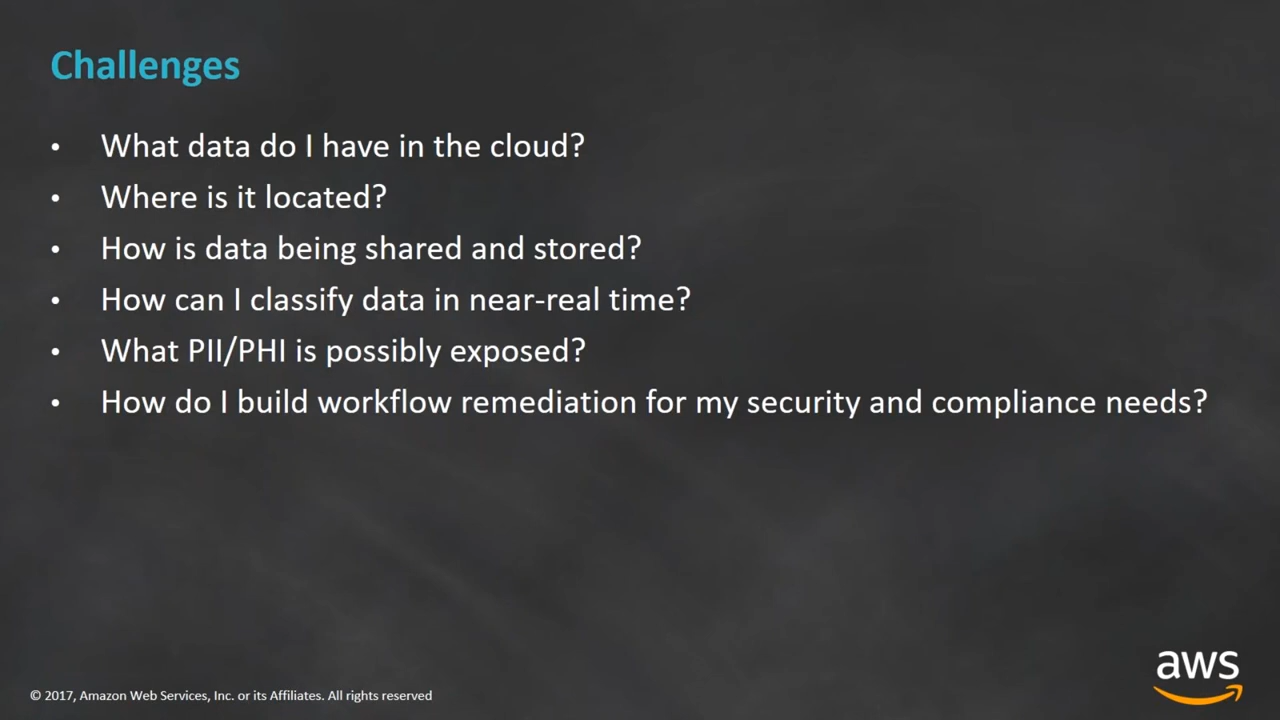 Challenges
• What data do I have in the cloud?
• Where is it located?
• How is data being shared and stored?
• How can I classify data in near-real time?
• What PII/PHI is possibly exposed?
• How do I build workflow remediation for my security and compliance needs?
© 2017, Amazon Web Services, Inc. or its Affiliates. All rights reserved
aws